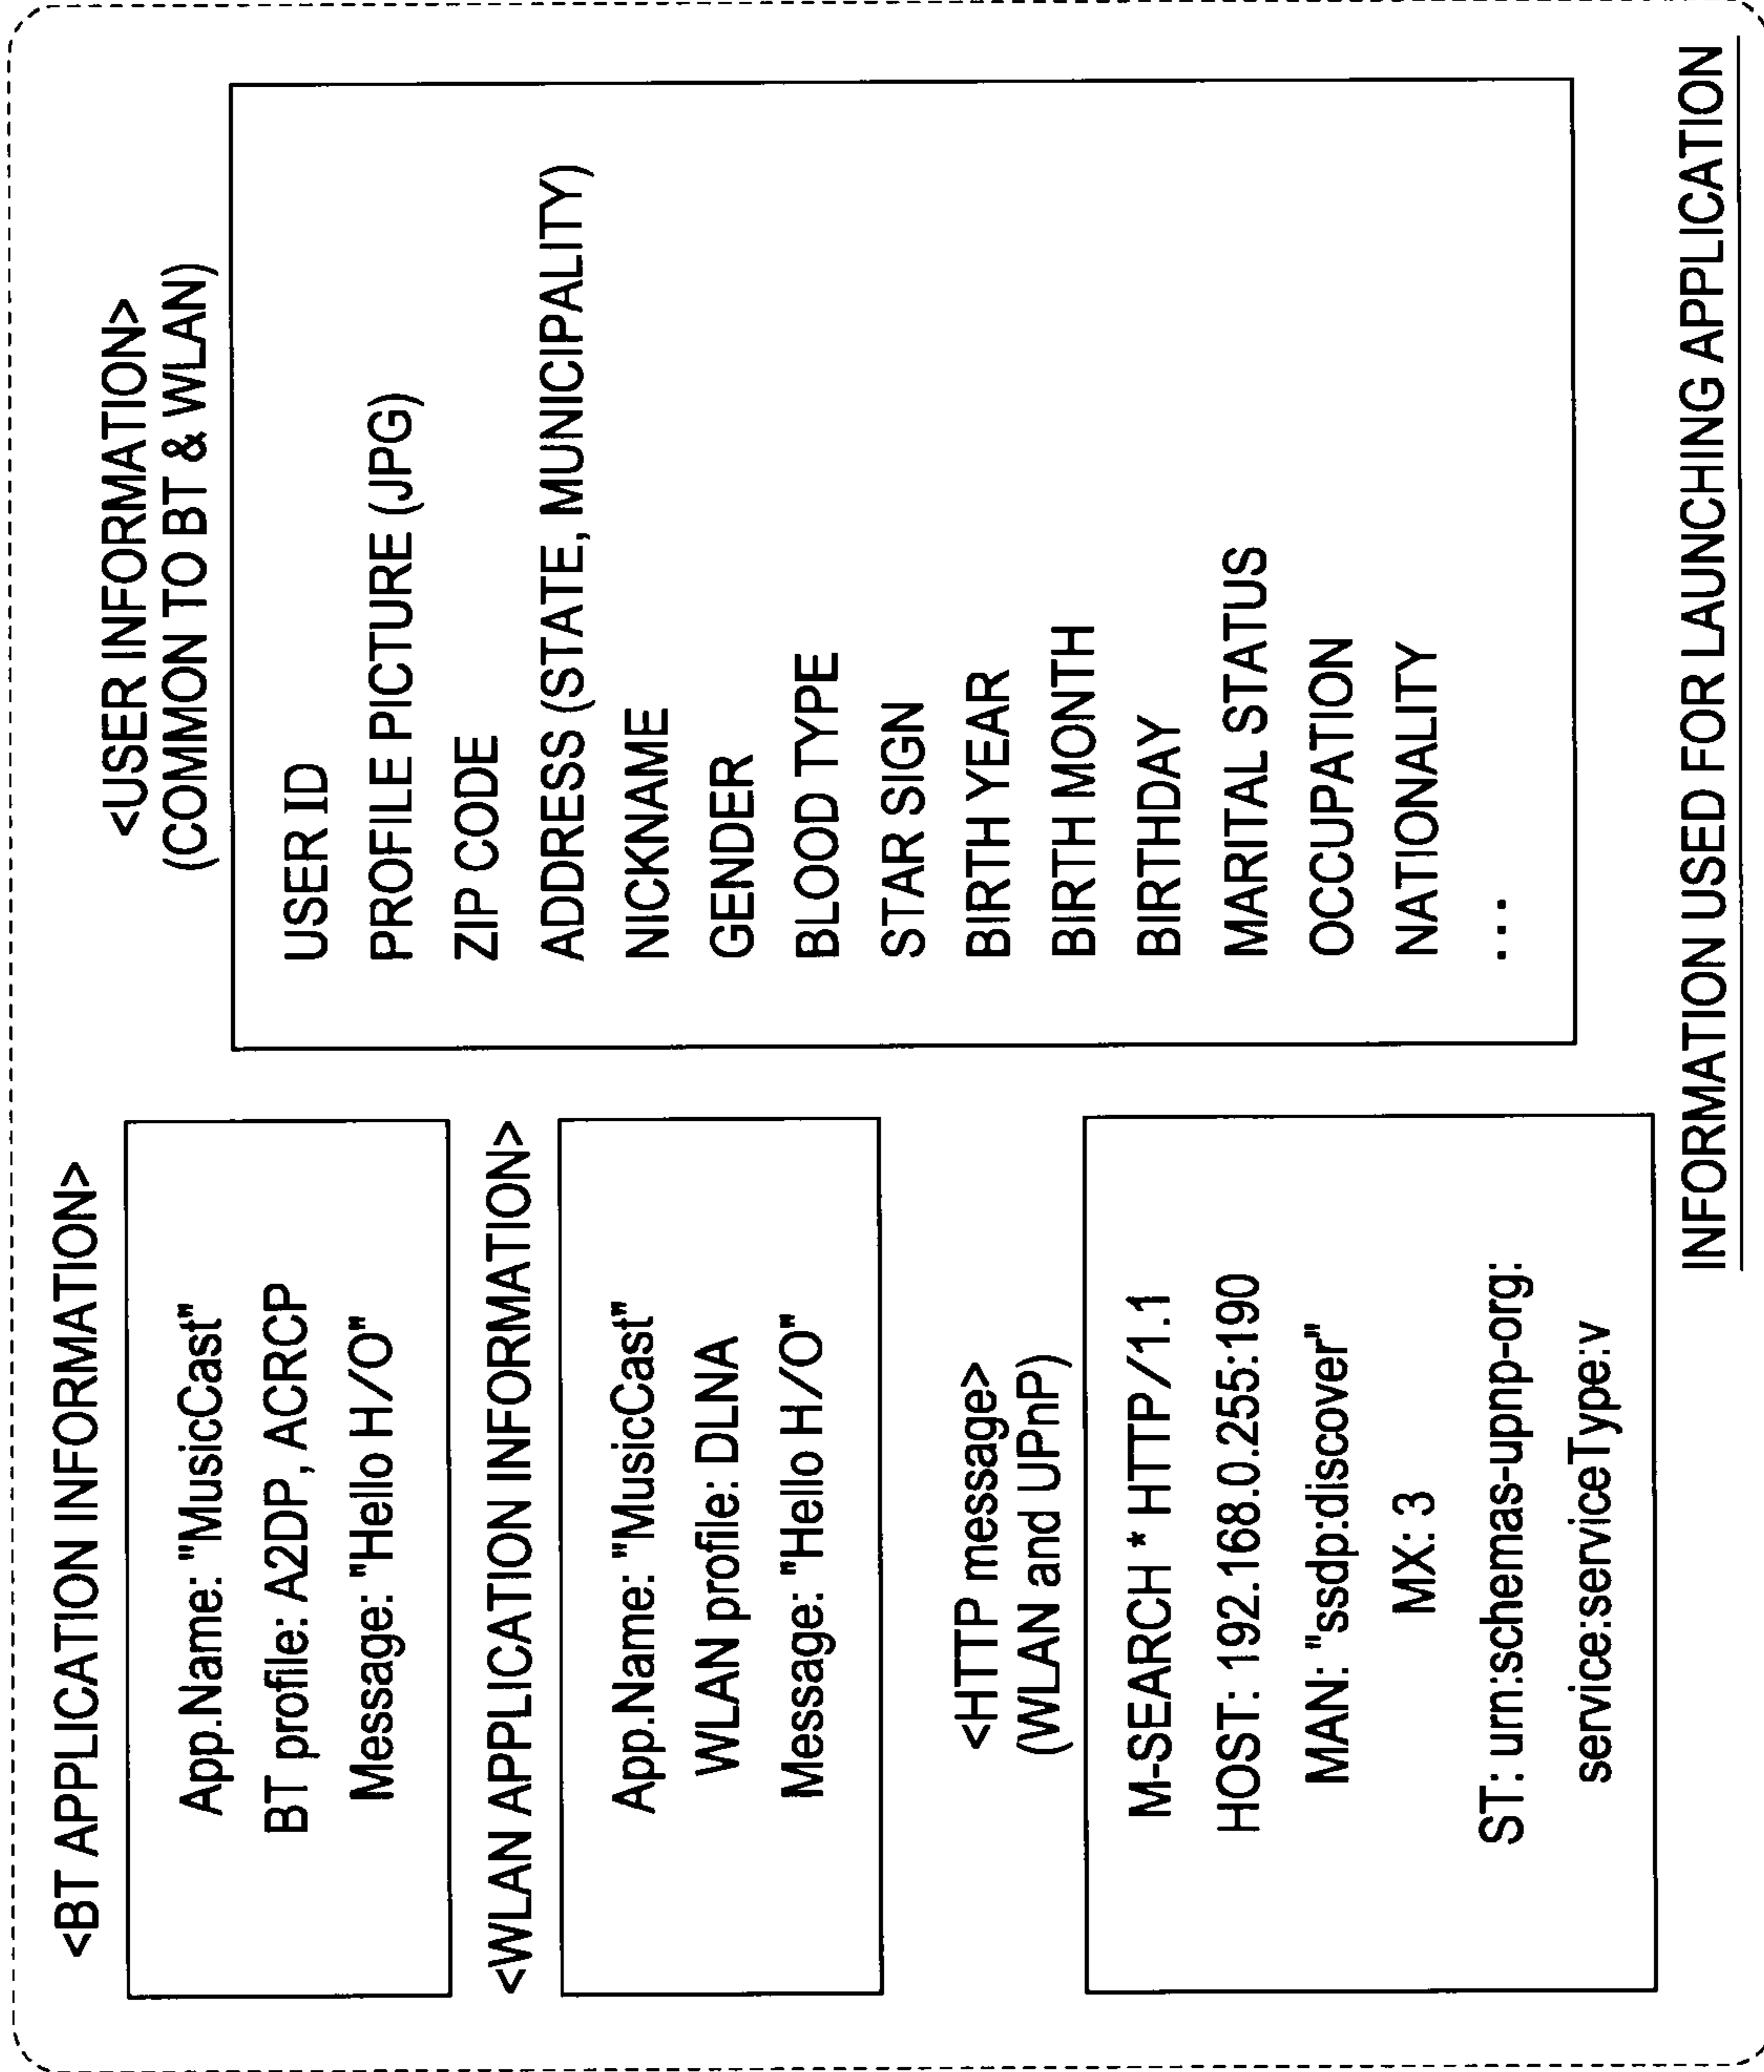 <BT APPLICATION INFORMATION>
App.Name: "MusicCast"
BT profile: A2DP, ACRCP
Message: "Hello H/O"
<WLAN APPLICATION INFORMATION>
App.Name: "MusicCast"
WLAN profile: DLNA
Message: "Hello H/O"
<HTTP message>
(WLAN and UPnP)
M-SEARCH * HTTP/1.1
HOST: 192.168.0.255:190
MAN: "ssdp:discover"
MX: 3
ST: urn:schemas-upnp-org:
service:serviceType:v
<USER INFORMATION>
(COMMON TO BT & WLAN)
USER ID
PROFILE PICTURE (JPG)
ZIP CODE
ADDRESS (STATE, MUNICIPALITY)
NICKNAME
GENDER
BLOOD TYPE
STAR SIGN
BIRTH YEAR
BIRTH MONTH
BIRTHDAY
MARITAL STATUS
OCCUPATION
NATIONALITY
...
INFORMATION USED FOR LAUNCHING APPLICATION